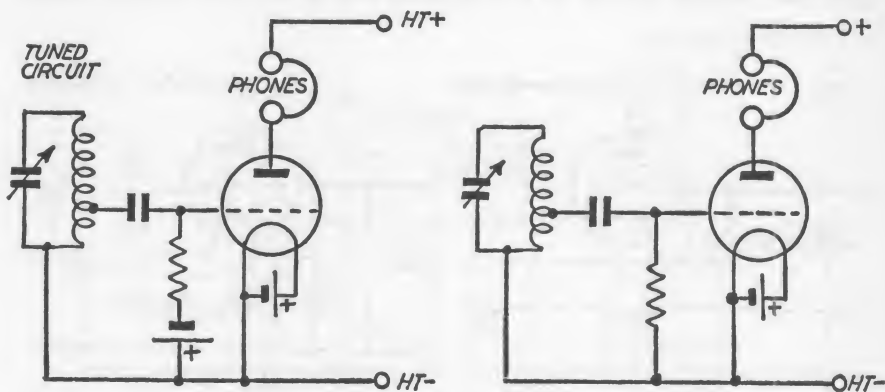 TUNED
CIRCUIT
PHONES
HT+
+
+
HT-
PHONES
+
+
HT-